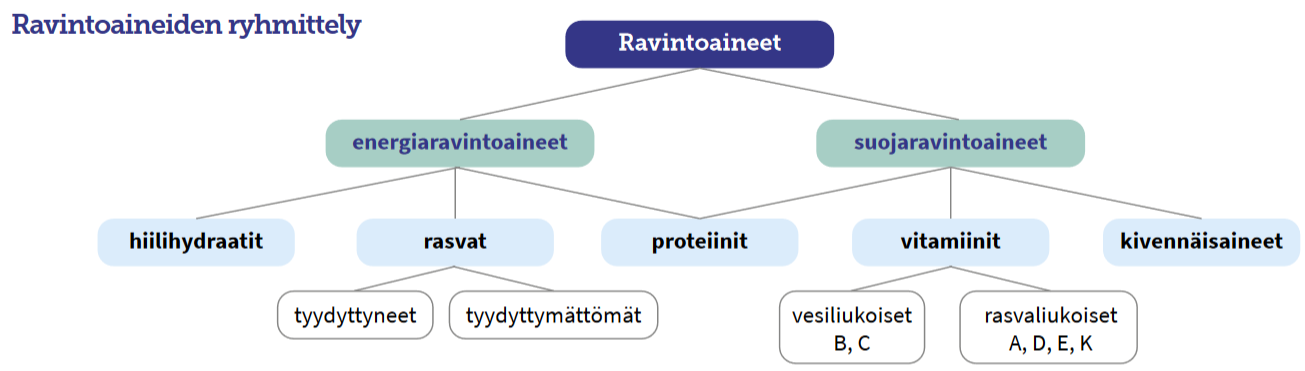 Ravintoaineiden ryhmittely
Ravintoaineet
energiaravintoaineet
suojaravintoaineet
hiilihydraatit
rasvat
proteiinit
vitamiinit
kivennäisaineet
tyydyttyneet
tyydyttymättömät
vesiliukoiset
B, C
rasvaliukoiset
A, D, E, K